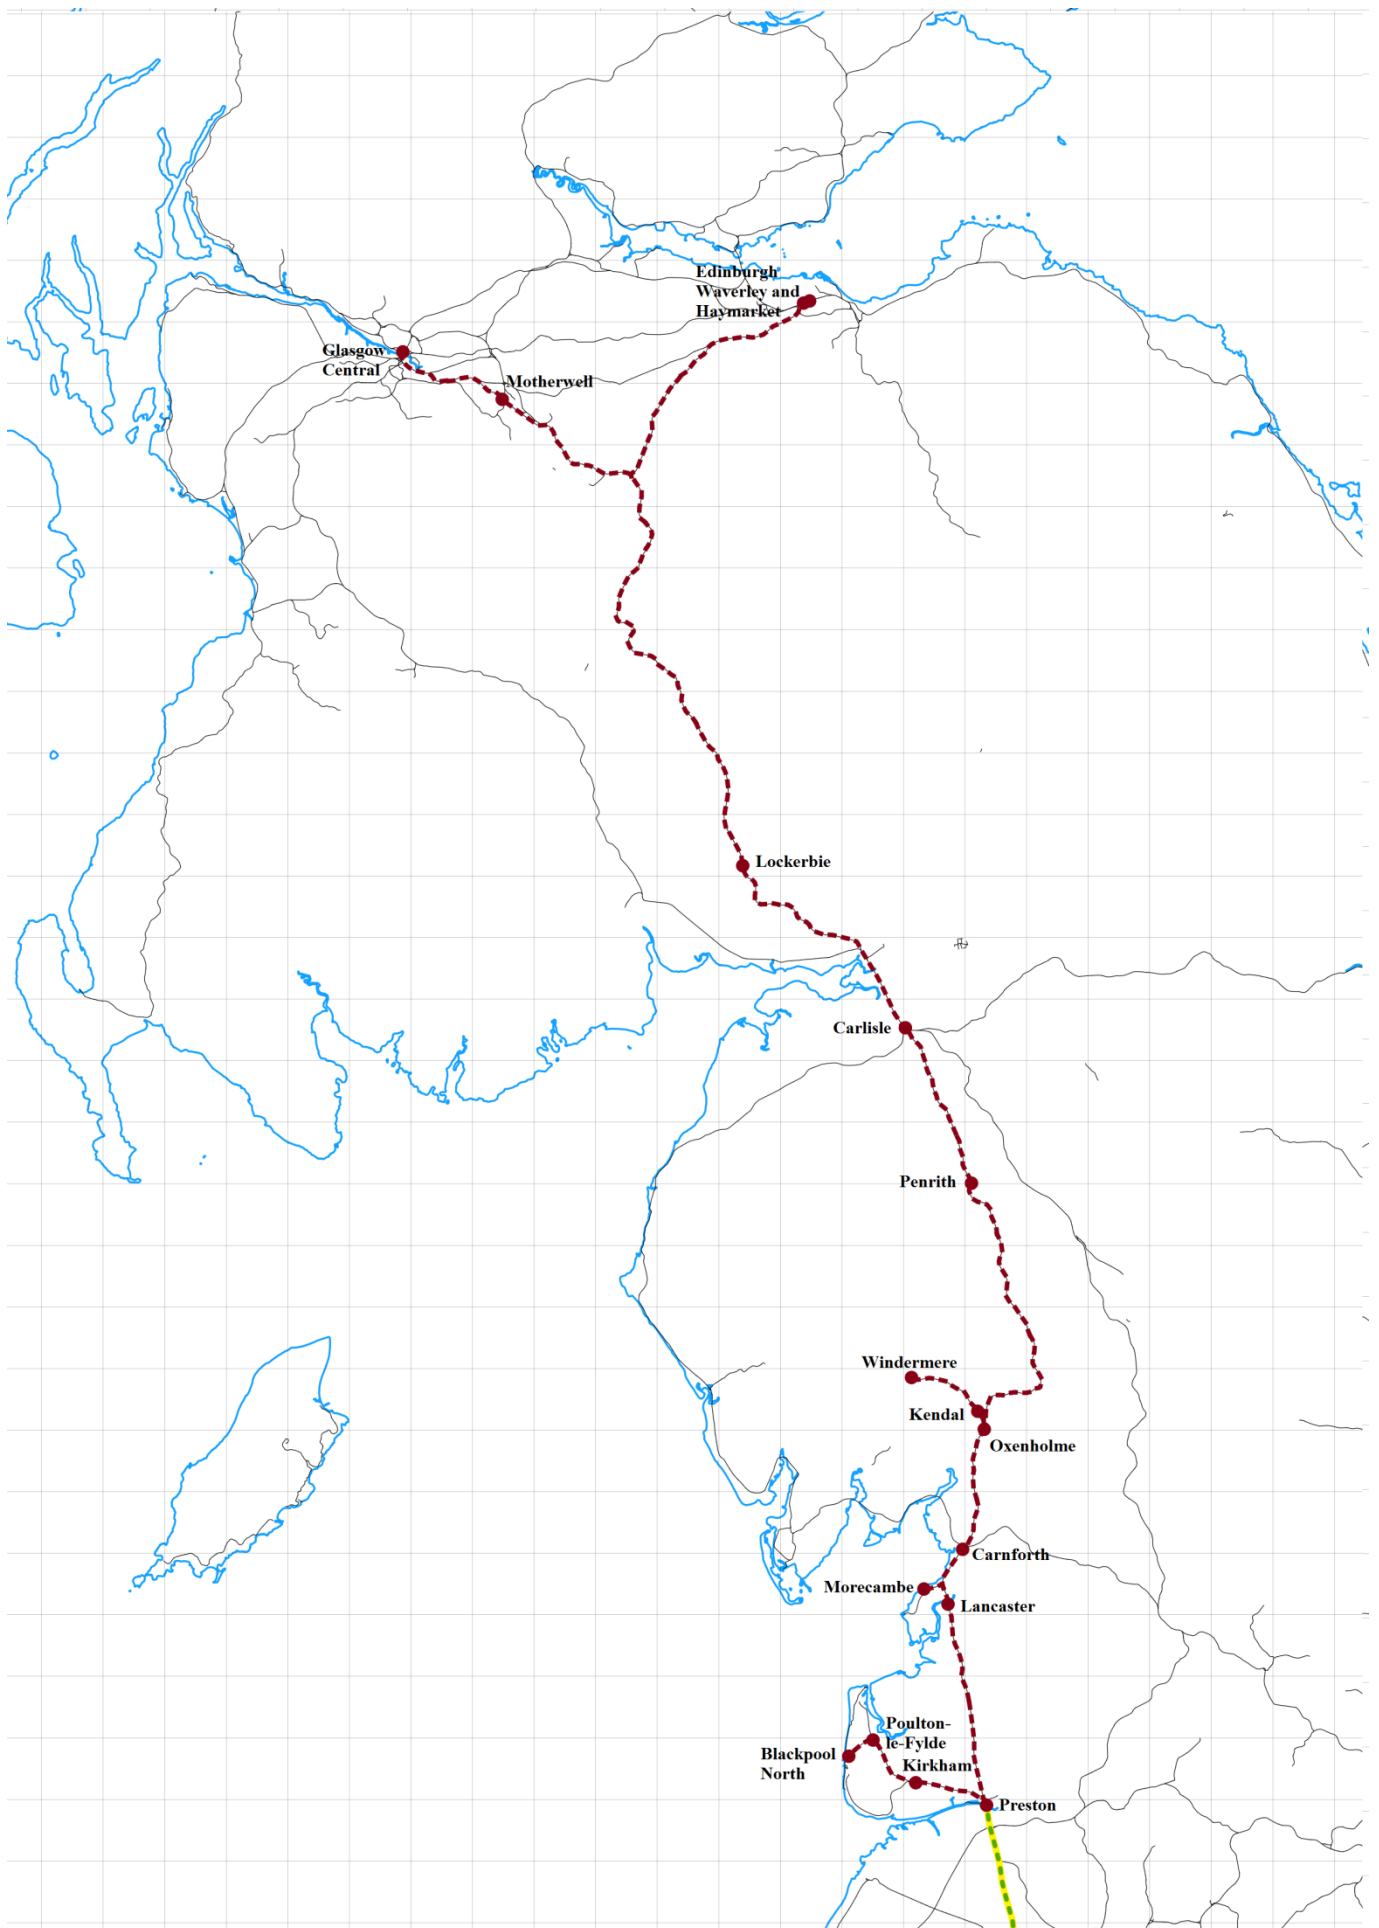 Edinburgh
Waverley and
Haymarket
Glasgow
Central
Motherwell
Lockerbie
Carlisle
Penrith
Windermere
Kendal
Oxenholme
Carnforth
Morecambe
Lancaster
Poulton-
le-Fylde
Blackpool
North
Kirkham
Preston